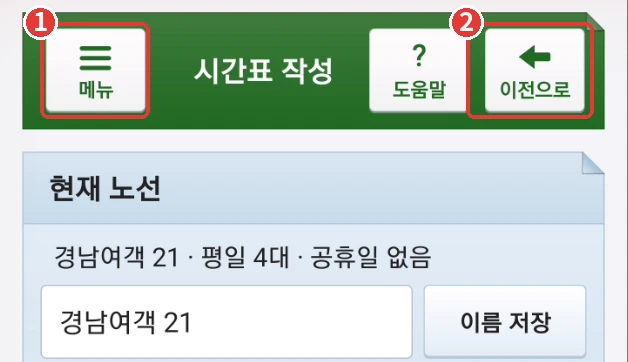 1
2
메뉴
시간표 작성
?
도움말
이전으로
현재 노선
경남여객 21 · 평일 4대 · 공휴일 없음
경남여객 21
이름 저장